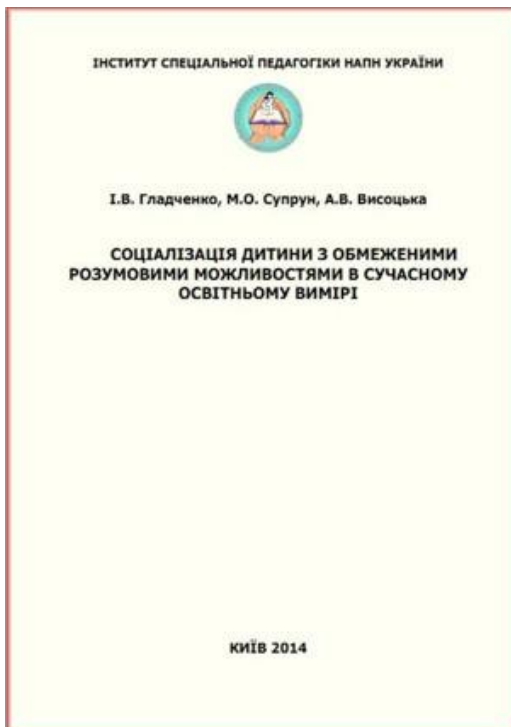 ІНСТИТУТ СПЕЦІАЛЬНОЇ ПЕДАГОГІКИ НАПН УКРАЇНИ
І.В. Гладченко, М.О. Супрун, А.В. Висоцька
СОЦІАЛІЗАЦІЯ ДИТИНИ З ОБМЕЖЕНИМИ
РОЗУМОВИМИ МОЖЛИВОСТЯМИ В СУЧАСНОМУ
ОСВІТНЬОМУ ВИМІРІ
КИЇВ 2014